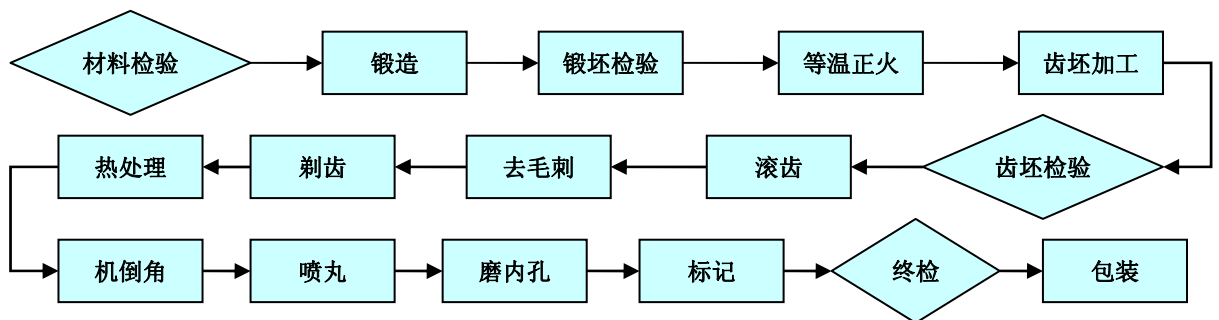 材料检验
锻造
锻坯检验
等温正火
齿坯加工
齿坯检验
滚齿
去毛刺
剃齿
热处理
机倒角
喷丸
磨内孔
标记
终检
包装